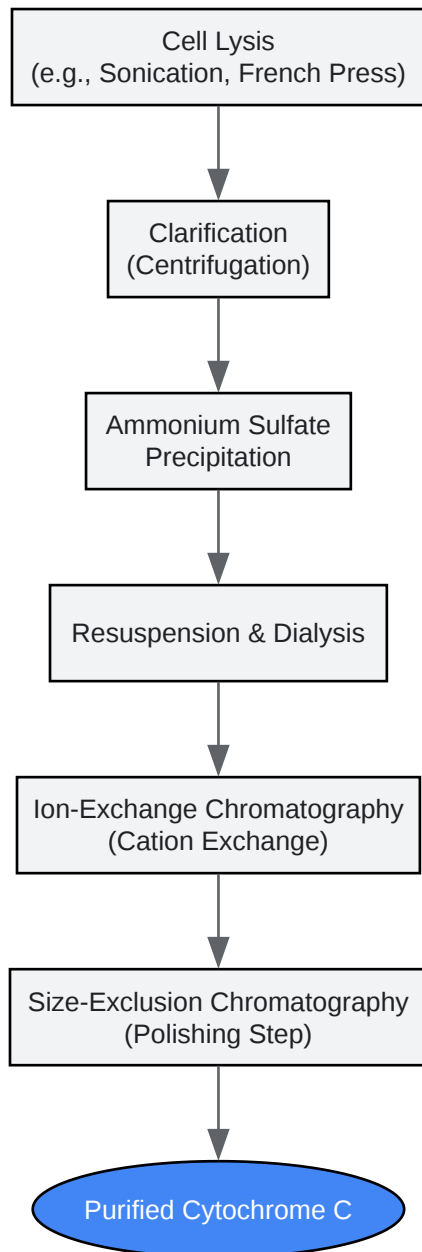 Cell Lysis
(e.g., Sonication, French Press)
Clarification
(Centrifugation)
Ammonium Sulfate
Precipitation
Resuspension & Dialysis
Ion-Exchange Chromatography
(Cation Exchange)
Size-Exclusion Chromatography
(Polishing Step)
Purified Cytochrome C